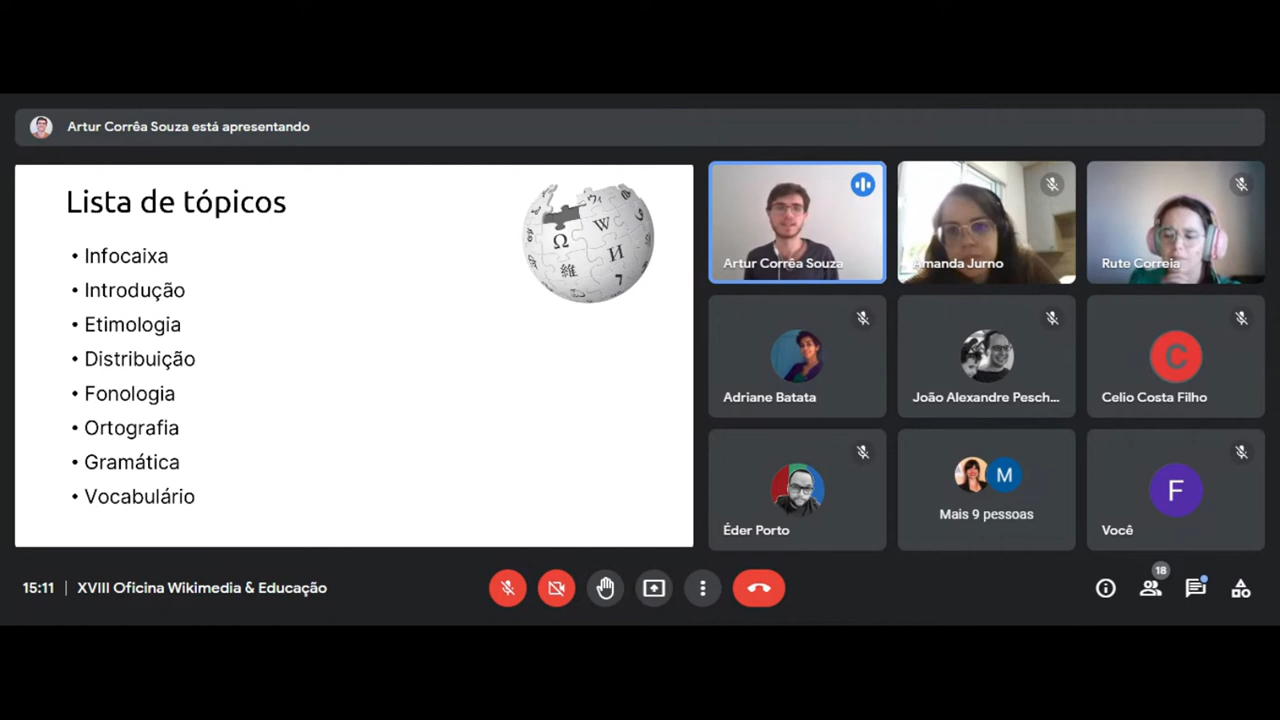 Artur Corrêa Souza está apresentando
Lista de tópicos
• Infocaixa
• Introdução
• Etimologia
• Distribuição
• Fonologia
• Ortografia
• Gramática
• Vocabulário
Ω
W
И
維
7
Artur Corrêa Souza
Amanda Jurno
Rute Correia
Adriane Batata
João Alexandre Pesch...
C
Celio Costa Filho
Éder Porto
M
Mais 9 pessoas
F
Você
15:11 | XVIII Oficina Wikimedia & Educação
18